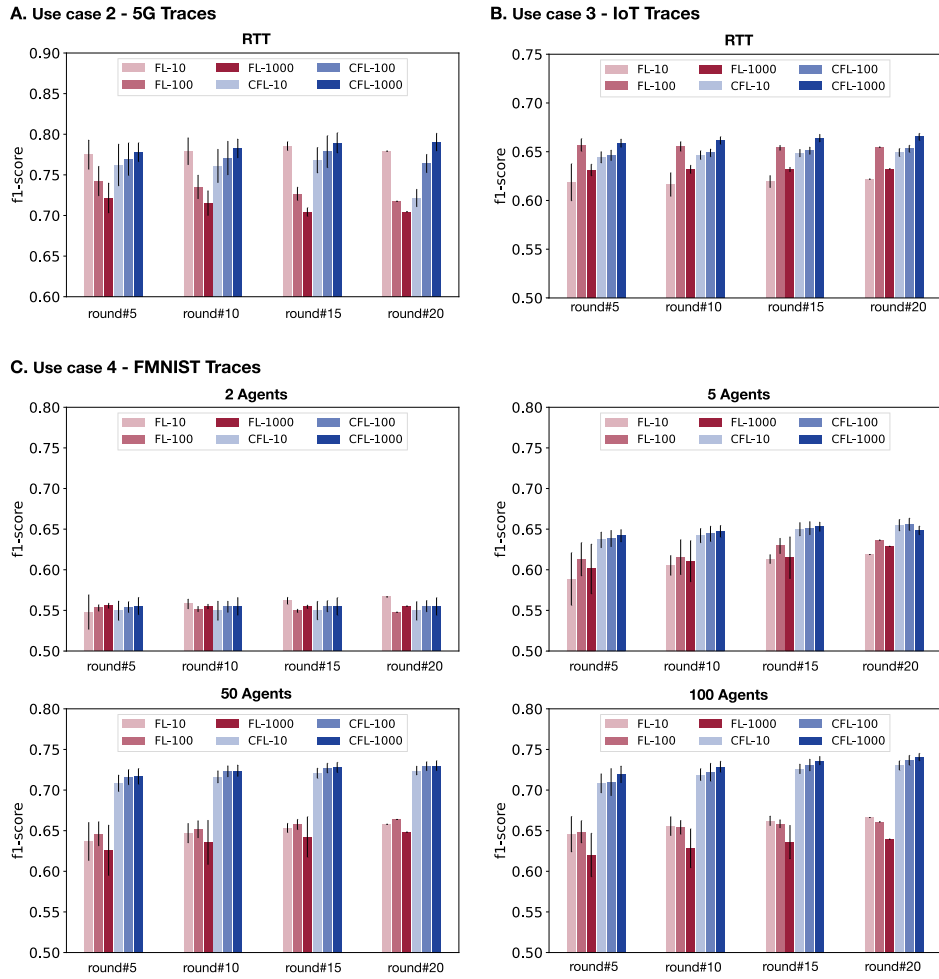 A. Use case 2 - 5G Traces
RTT
0.90
0.85
0.80
0.75
0.70
0.65
0.60
f1-score
FL-10
FL-1000
CFL-100
FL-100
CFL-10
CFL-1000
round#5
round#10
round#15
round#20
B. Use case 3 - IoT Traces
RTT
0.75
0.70
0.65
0.60
0.55
0.50
f1-score
FL-10
FL-1000
CFL-100
FL-100
CFL-10
CFL-1000
round#5
round#10
round#15
round#20
C. Use case 4 - FMNIST Traces
2 Agents
0.80
0.75
0.70
0.65
0.60
0.55
0.50
f1-score
FL-10
FL-1000
CFL-100
FL-100
CFL-10
CFL-1000
round#5
round#10
round#15
round#20
5 Agents
0.80
0.75
0.70
0.65
0.60
0.55
0.50
f1-score
FL-10
FL-1000
CFL-100
FL-100
CFL-10
CFL-1000
round#5
round#10
round#15
round#20
50 Agents
0.80
0.75
0.70
0.65
0.60
0.55
0.50
f1-score
FL-10
FL-1000
CFL-100
FL-100
CFL-10
CFL-1000
round#5
round#10
round#15
round#20
100 Agents
0.80
0.75
0.70
0.65
0.60
0.55
0.50
f1-score
FL-10
FL-1000
CFL-100
FL-100
CFL-10
CFL-1000
round#5
round#10
round#15
round#20